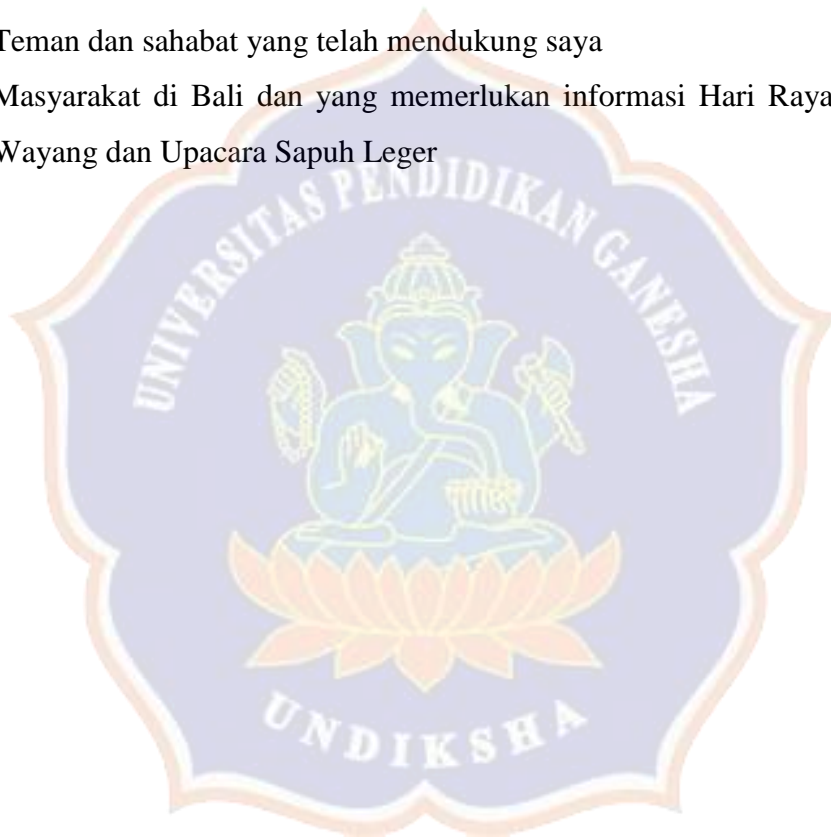 Teman dan sahabat yang telah mendukung saya
Masyarakat di Bali dan yang memerlukan informasi Hari Raya
Wayang dan Upacara Sapuh Leger
UNIVERSITAS PENDIDIKAN GANESHA
UNDIKSHA